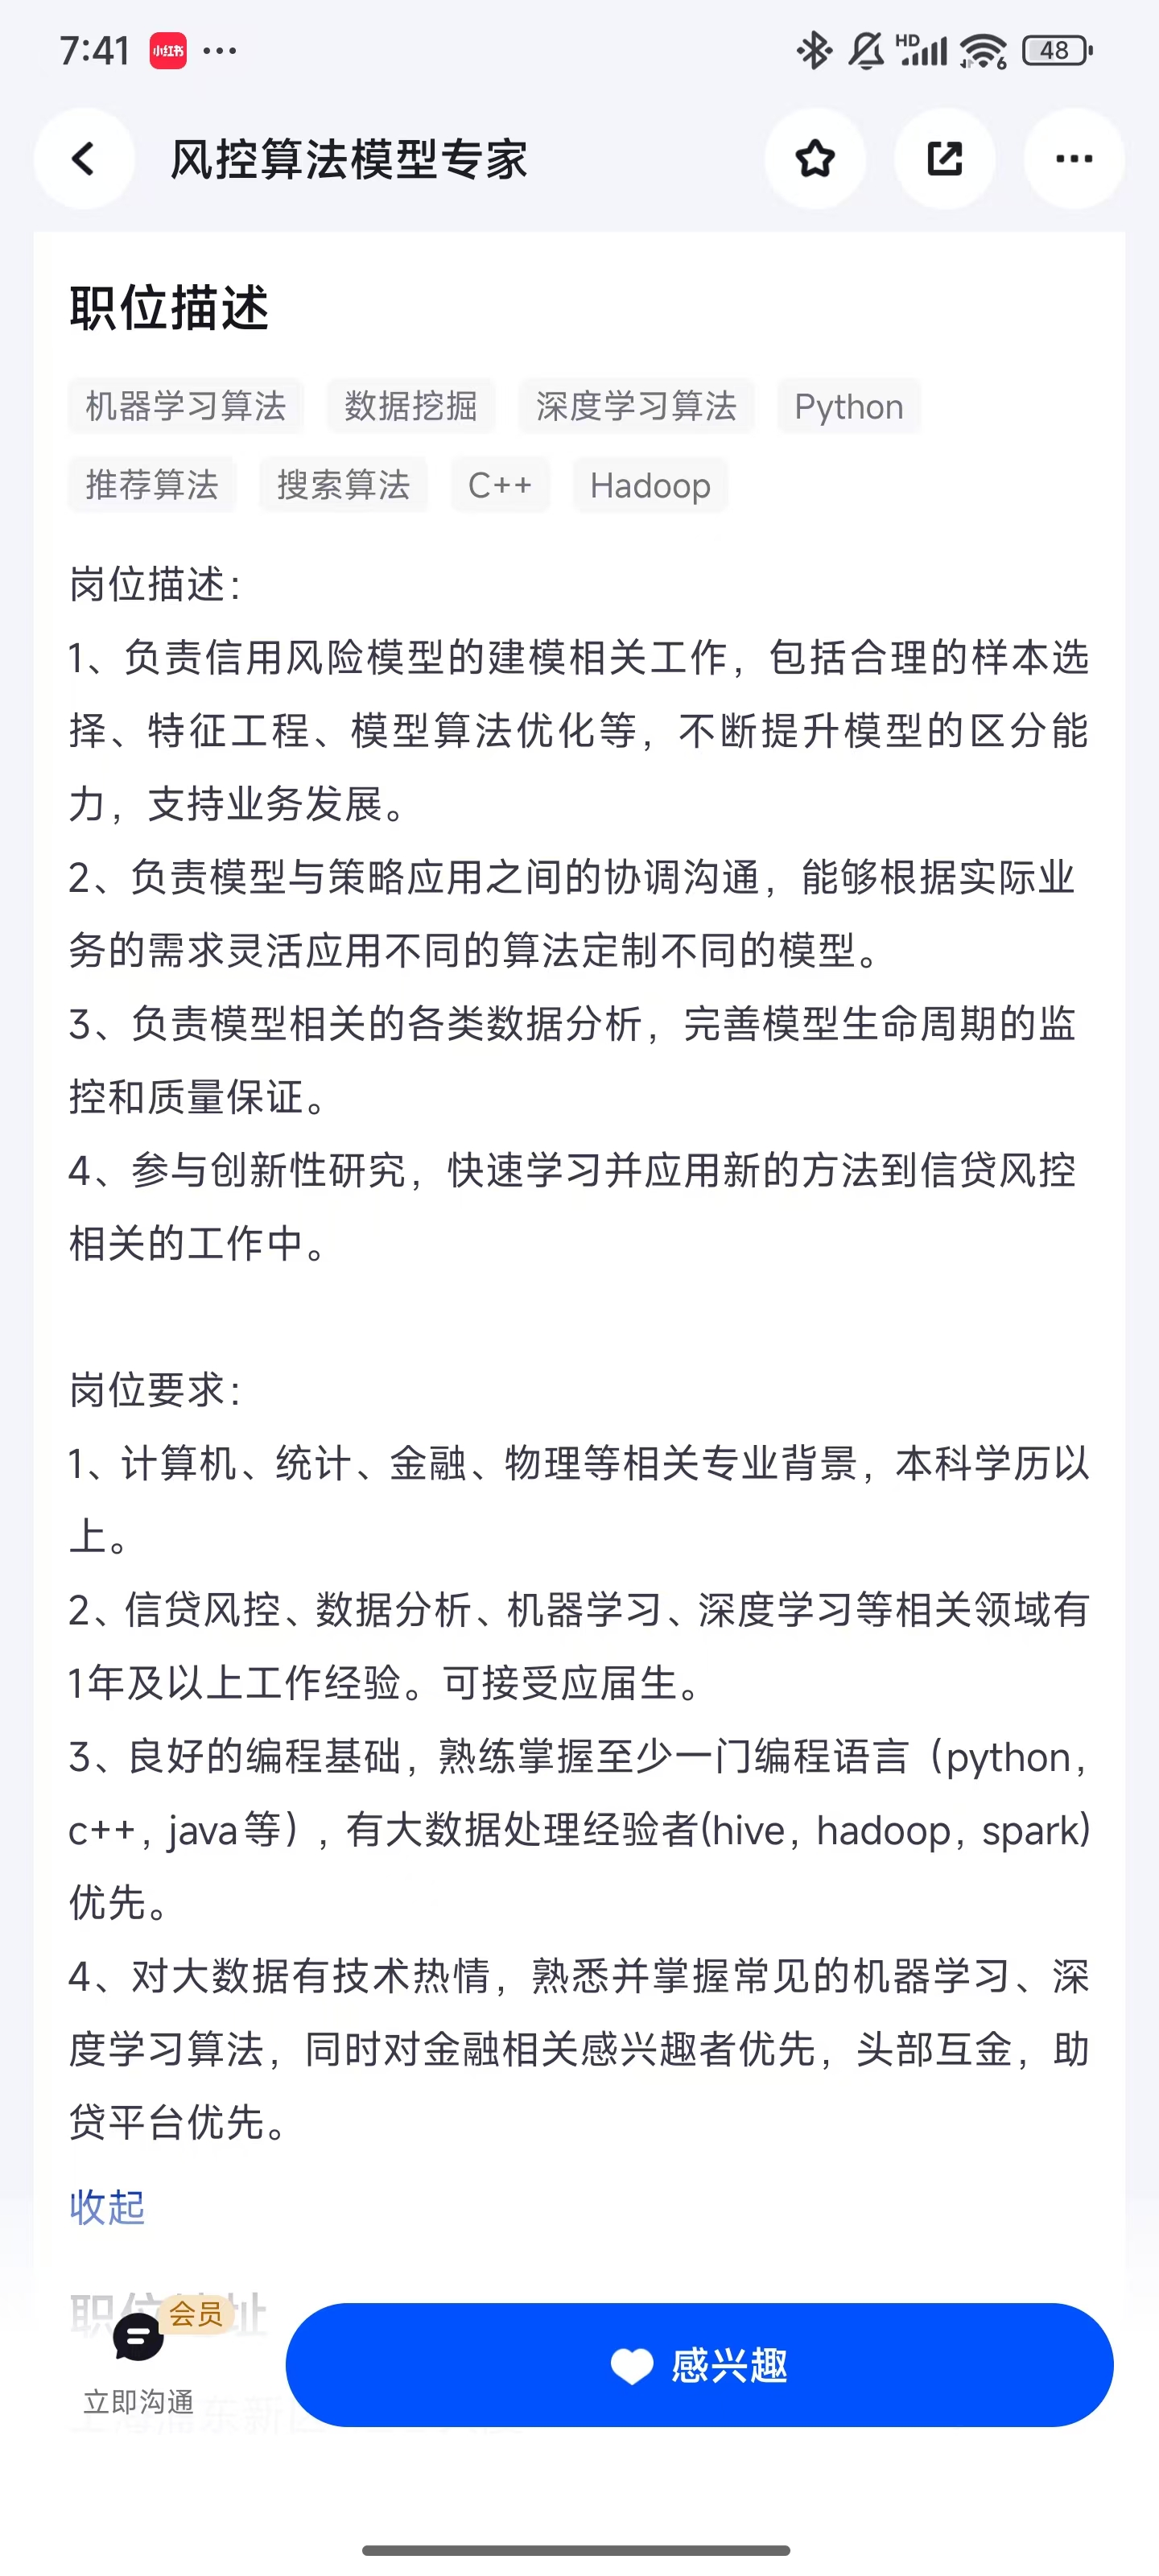 7:41 小红书 ··· HD 6 48
风控算法模型专家
职位描述
机器学习算法 数据挖掘 深度学习算法 Python
推荐算法 搜索算法 C++ Hadoop
岗位描述：
1、负责信用风险模型的建模相关工作，包括合理的样本选
择、特征工程、模型算法优化等，不断提升模型的区分能
力，支持业务发展。
2、负责模型与策略应用之间的协调沟通，能够根据实际业
务的需求灵活应用不同的算法定制不同的模型。
3、负责模型相关的各类数据分析，完善模型生命周期的监
控和质量保证。
4、参与创新性研究，快速学习并应用新的方法到信贷风控
相关的工作中。
岗位要求：
1、计算机、统计、金融、物理等相关专业背景，本科学历以
上。
2、信贷风控、数据分析、机器学习、深度学习等相关领域有
1年及以上工作经验。可接受应届生。
3、良好的编程基础，熟练掌握至少一门编程语言（python，
c++，java等），有大数据处理经验者(hive，hadoop，spark)
优先。
4、对大数据有技术热情，熟悉并掌握常见的机器学习、深
度学习算法，同时对金融相关感兴趣者优先，头部互金，助
贷平台优先。
收起
职位 址
会员
感兴趣
立即沟通